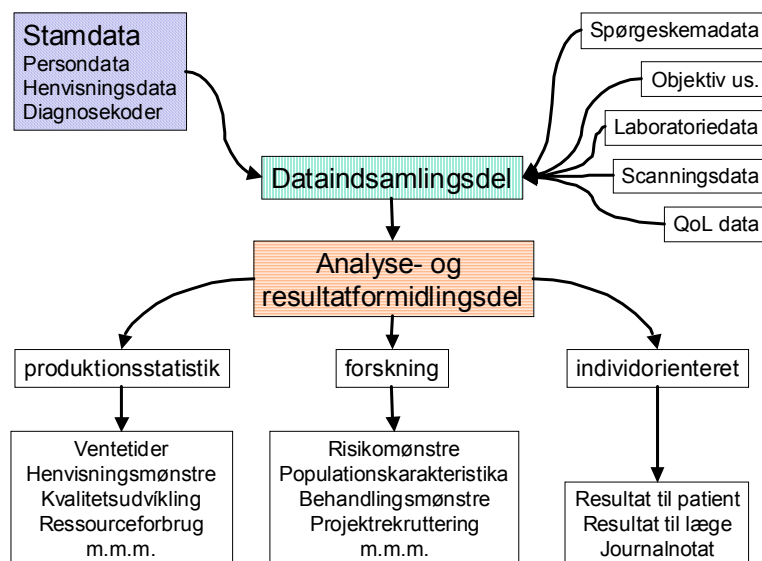 Stamdata
Persondata
Henvisningsdata
Diagnosekoder
Spørgeskemadata
Objektiv us.
Laboratoriedata
Scanningsdata
QoL data
Dataindsamlingsdel
Analyse- og
resultatformidlingsdel
produktionsstatistik
forskning
individorienteret
Ventetider
Henvisningsmønstre
Kvalitetsudvikling
Ressourceforbrug
m.m.m.
Risikomønstre
Populationskarakteristika
Behandlingsmønstre
Projektrekruttering
m.m.m.
Resultat til patient
Resultat til læge
Journalnotat